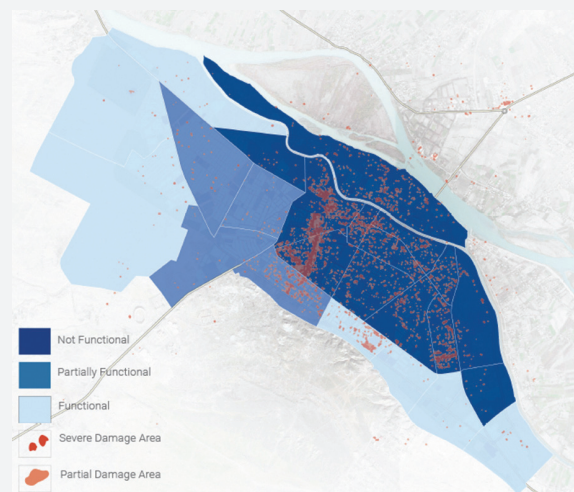 Not Functional
Partially Functional
Functional
Severe Damage Area
Partial Damage Area